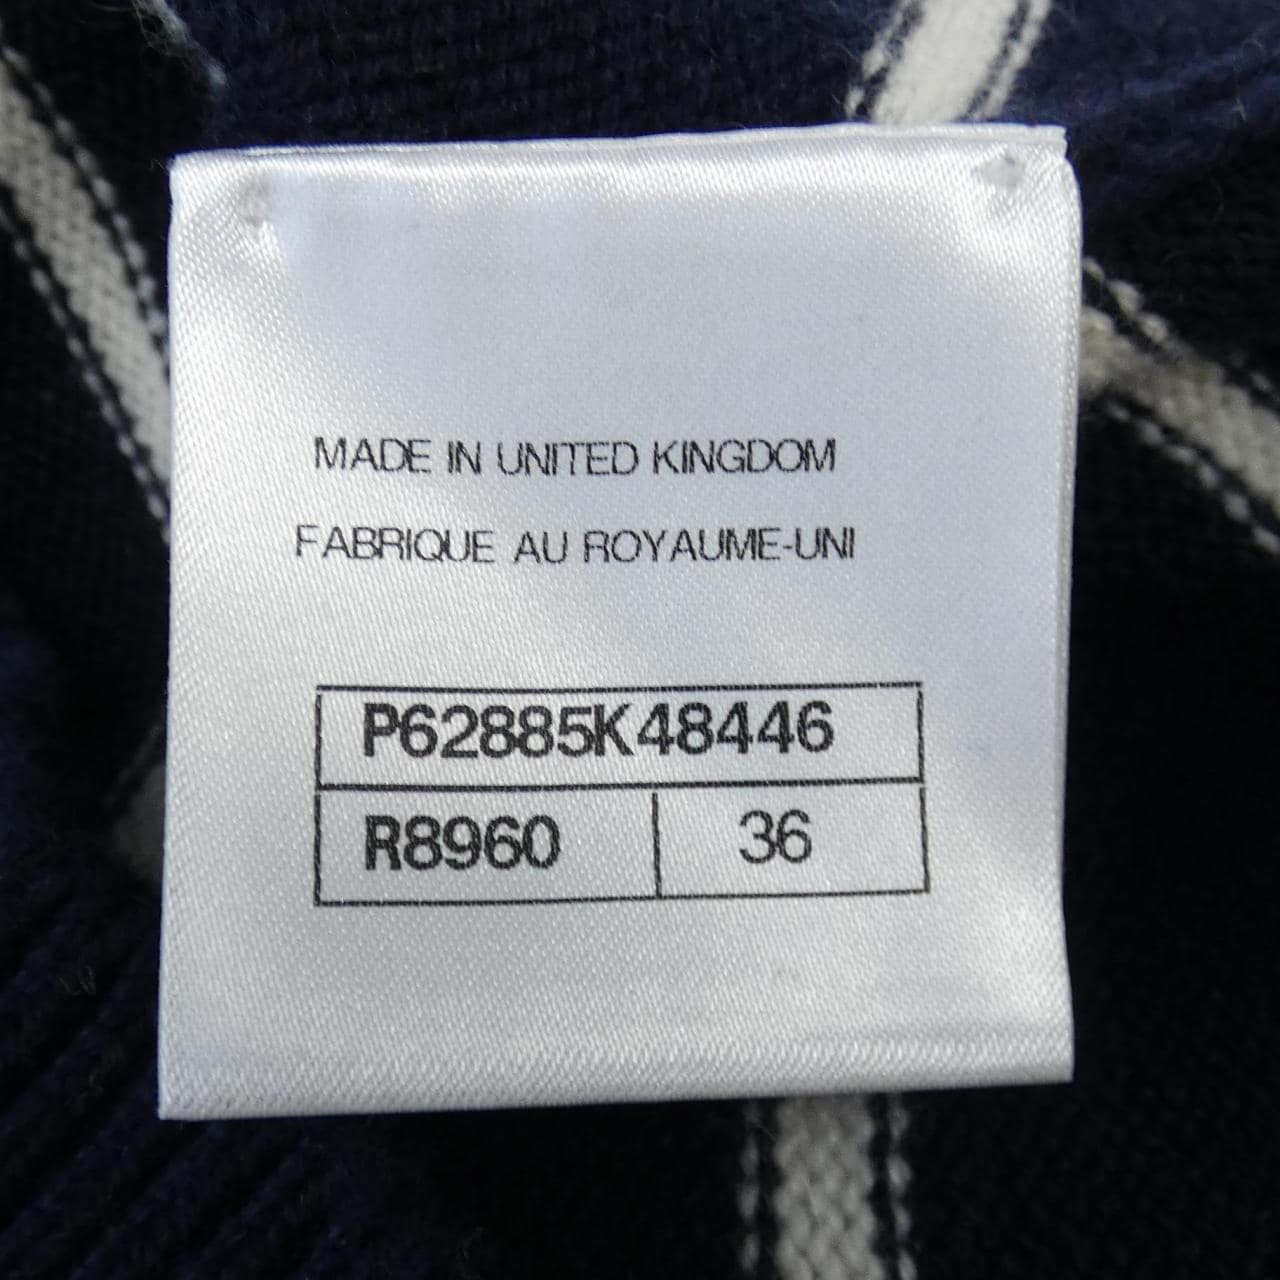 MADE IN UNITED KINGDOM
FABRIQUE AU ROYAUME-UNI
P62885K48446
R8960 36